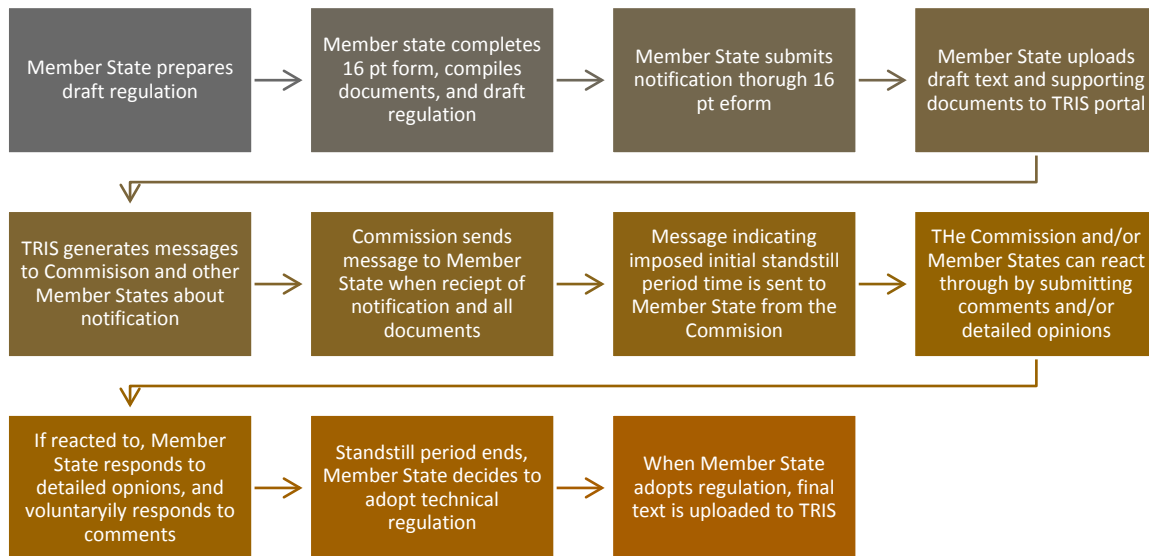 Member State prepares
draft regulation
Member state completes
16 pt form, compiles
documents, and draft
regulation
Member State submits
notification thorugh 16
pt eform
Member State uploads
draft text and supporting
documents to TRIS portal
TRIS generates messages
to Commisison and other
Member States about
notification
Commission sends
message to Member
State when reciept of
notification and all
documents
Message indicating
imposed initial standstill
period time is sent to
Member State from the
Commision
THe Commission and/or
Member States can react
through by submitting
comments and/or
detailed opinions
If reacted to, Member
State responds to
detailed opnions, and
voluntaryily responds to
comments
Standstill period ends,
Member State decides to
adopt technical
regulation
When Member State
adopts regulation, final
text is uploaded to TRIS